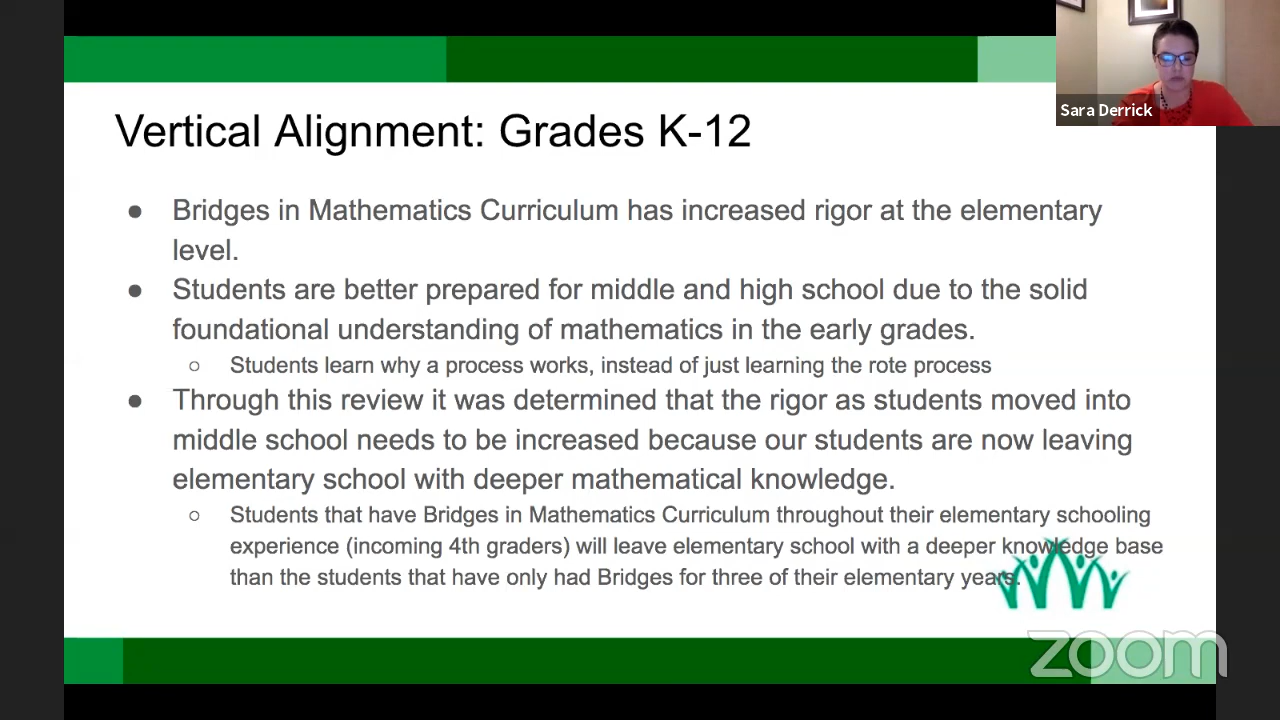 Sara Derrick
Vertical Alignment: Grades K-12
● Bridges in Mathematics Curriculum has increased rigor at the elementary
level.
● Students are better prepared for middle and high school due to the solid
foundational understanding of mathematics in the early grades.
○ Students learn why a process works, instead of just learning the rote process
● Through this review it was determined that the rigor as students moved into
middle school needs to be increased because our students are now leaving
elementary school with deeper mathematical knowledge.
○ Students that have Bridges in Mathematics Curriculum throughout their elementary schooling
experience (incoming 4th graders) will leave elementary school with a deeper knowledge base
than the students that have only had Bridges for three of their elementary years.
zoom